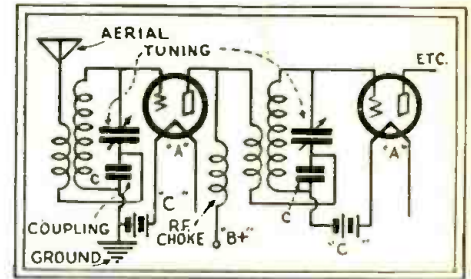 AERIAL
TUNING
ETC.
"A"
"A"
C
"C"
C
COUPLING
R.F.
CHOKE
"B+"
"C"
GROUND